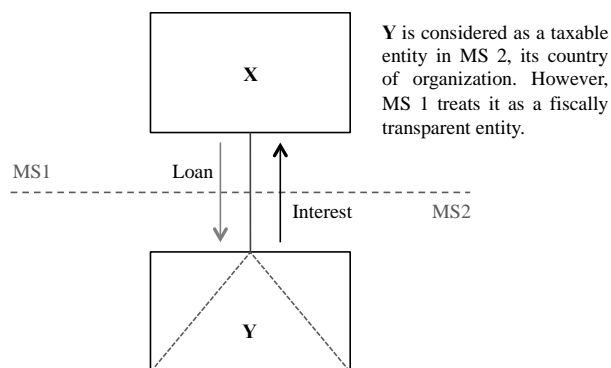 Y is considered as a taxable
entity in MS 2, its country
of organization. However,
MS 1 treats it as a fiscally
transparent entity.
X
MS1
Loan
Interest
MS2
Y